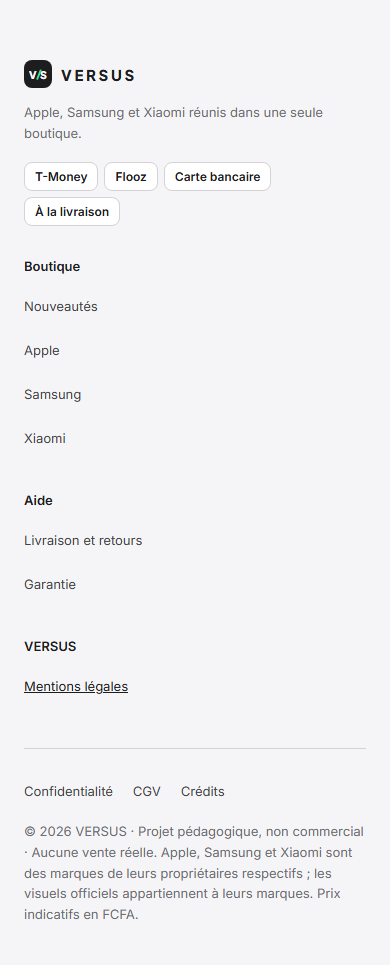 v/s VERSUS
Apple, Samsung et Xiaomi réunis dans une seule
boutique.
T-Money Flooz Carte bancaire
À la livraison
Boutique
Nouveautés
Apple
Samsung
Xiaomi
Aide
Livraison et retours
Garantie
VERSUS
Mentions légales
Confidentialité CGV Crédits
© 2026 VERSUS · Projet pédagogique, non commercial
· Aucune vente réelle. Apple, Samsung et Xiaomi sont
des marques de leurs propriétaires respectifs ; les
visuels officiels appartiennent à leurs marques. Prix
indicatifs en FCFA.